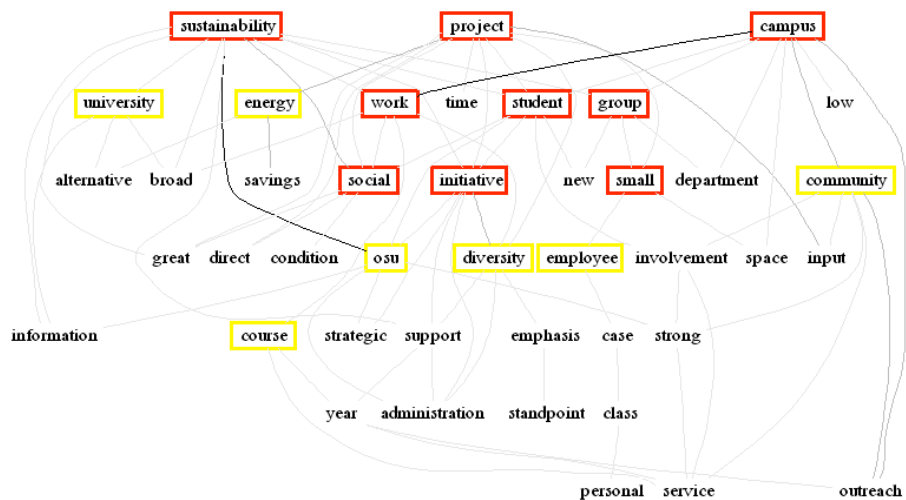 sustainability project campus
university energy work time student group low
alternative broad savings social initiative new small department community
great direct condition osu diversity employee involvement space input
information course strategic support emphasis case strong
year administration standpoint class
personal service outreach